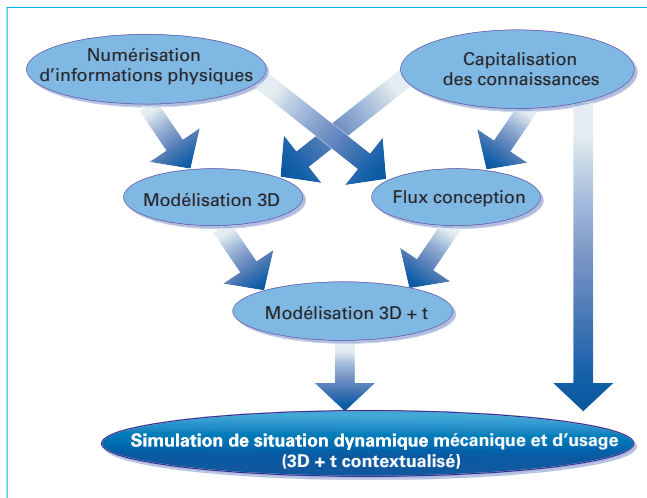 Numérisation
d'informations physiques
Capitalisation
des connaissances
Modélisation 3D
Flux conception
Modélisation 3D + t
Simulation de situation dynamique mécanique et d'usage
(3D + t contextualisé)